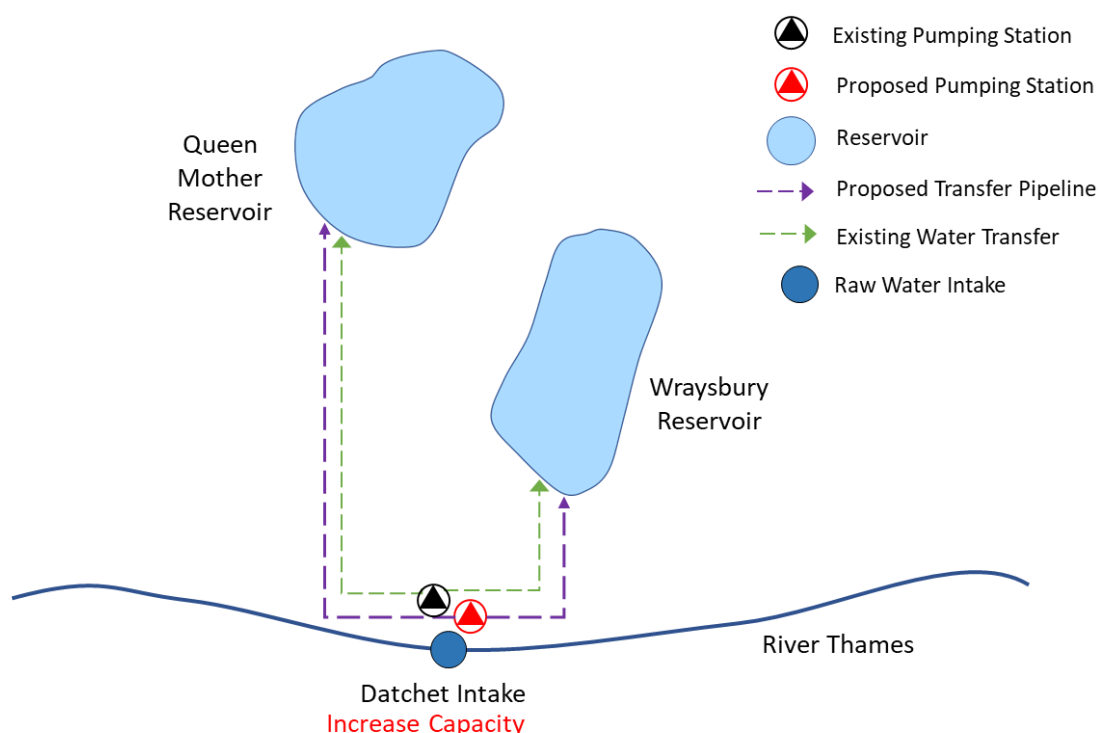 Existing Pumping Station
Proposed Pumping Station
Reservoir
Proposed Transfer Pipeline
Existing Water Transfer
Raw Water Intake
Queen
Mother
Reservoir
Wraysbury
Reservoir
River Thames
Datchet Intake
Increase Capacity